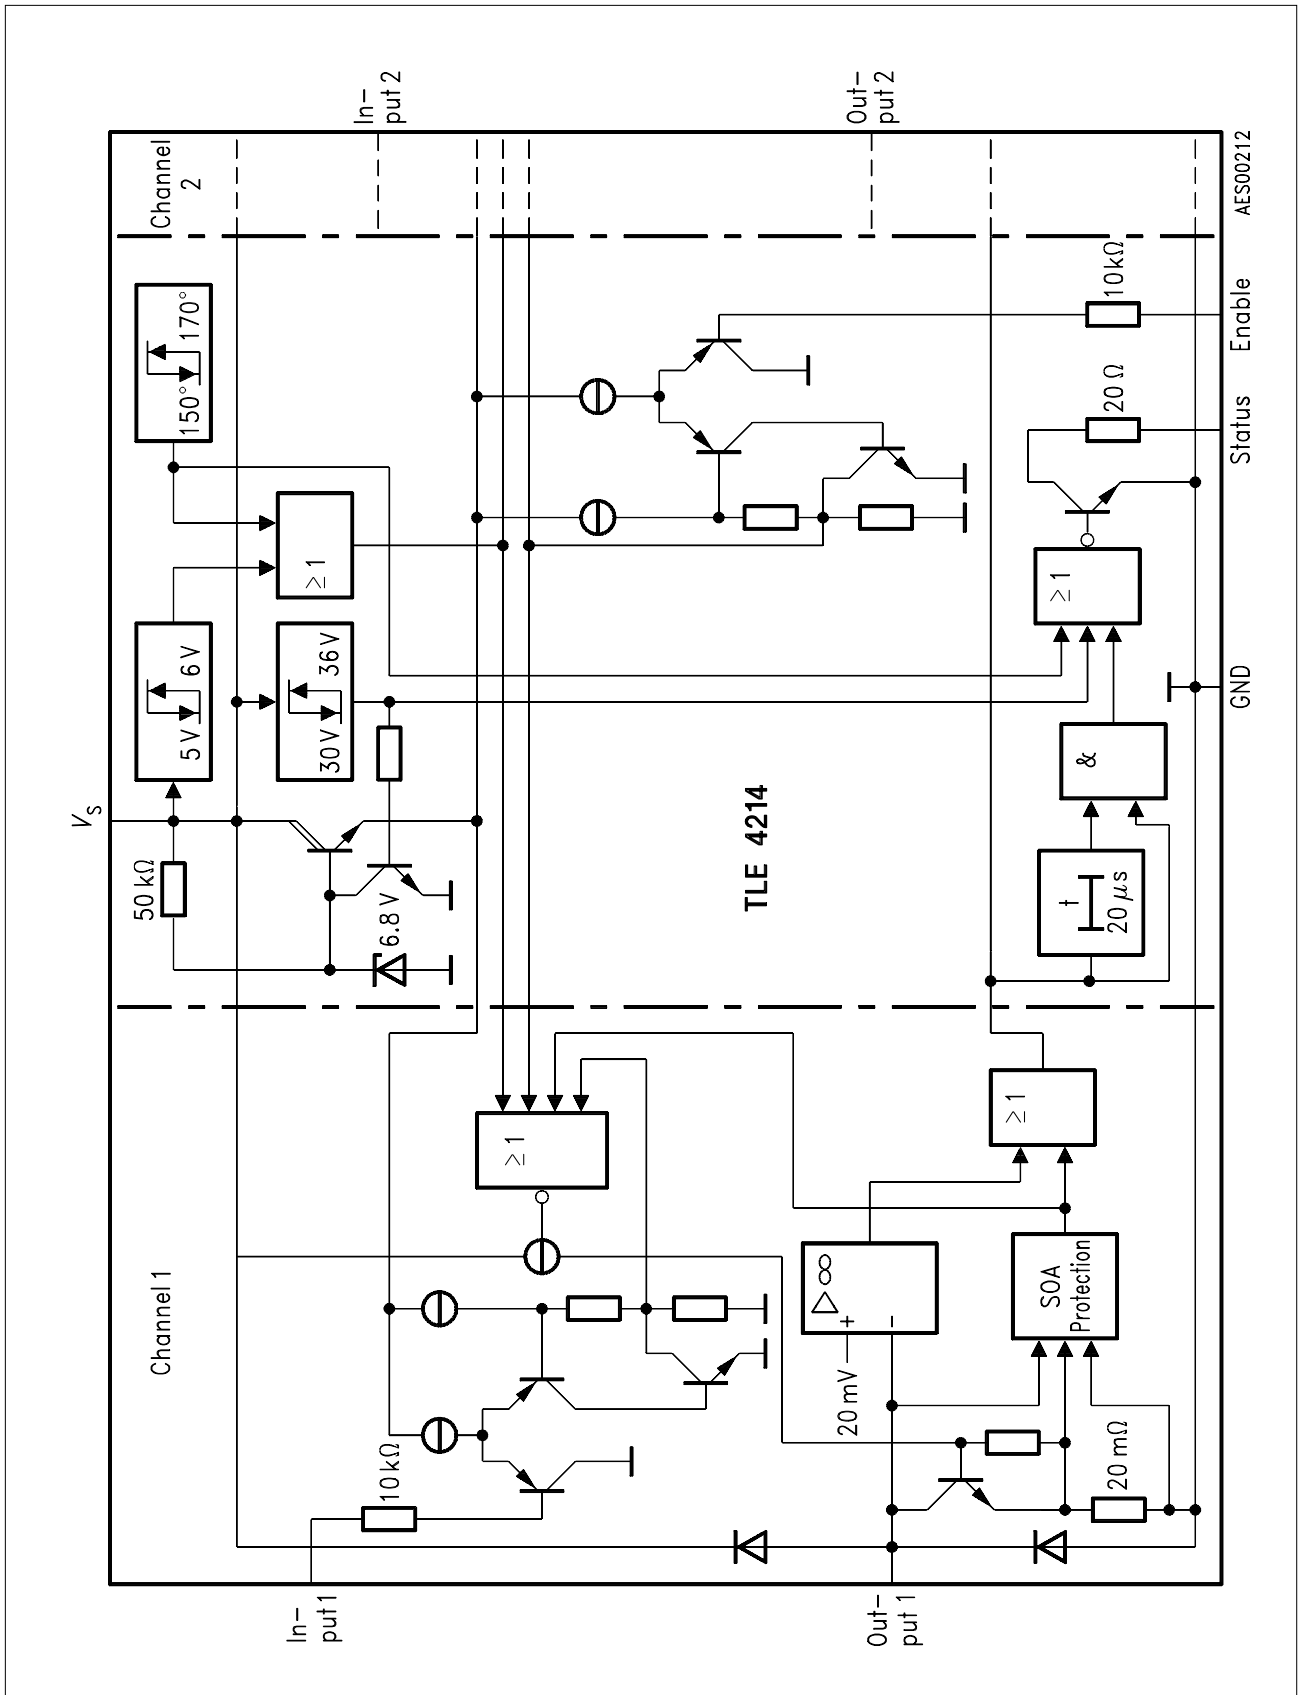 Channel 1
Channel
2
In-
put 1
In-
put 2
Out-
put 1
Out-
put 2
VS
50 kΩ
5 V 6 V
30 V 36 V
150° 170°
≥ 1
6.8 V
10 kΩ
≥ 1
TLE 4214
20 mV
+
-
▷ ∞
SOA
Protection
20 mΩ
≥ 1
t
20 μs
&
≥ 1
20 Ω
10 kΩ
GND
Status
Enable
AES00212